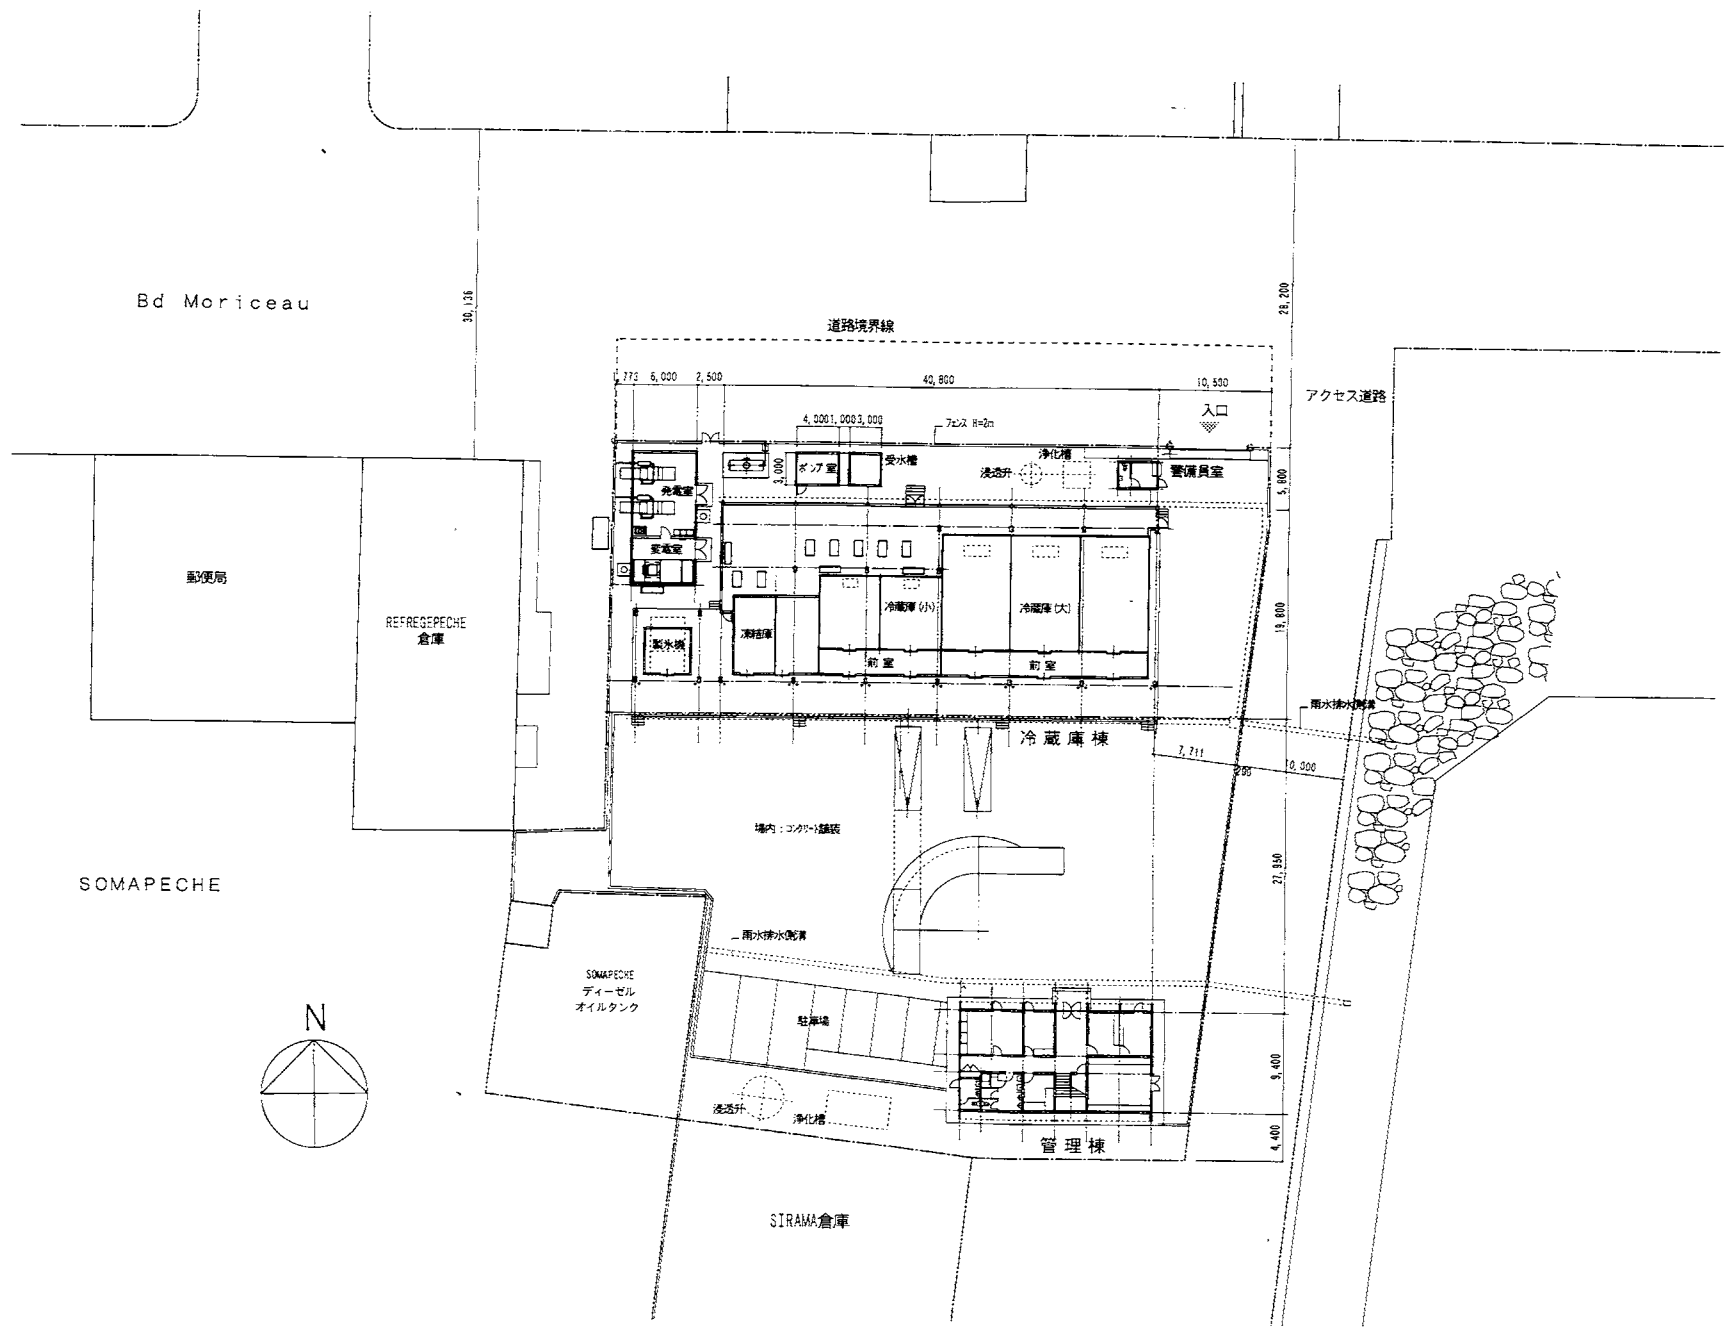 Bd Moriceau
30,136
28,200
道路境界線
773
6,000
2,500
40,800
10,500
アクセス道路
入口
4,000
1,000
3,000
フェンス H=2m
3,000
ポンプ室
受水槽
浄化槽
浸透升
警備員室
5,800
発電室
変電室
郵便局
REFREGEPECHE
倉庫
製氷機
凍結庫
冷蔵庫(小)
冷蔵庫(大)
19,800
前室
前室
雨水排水側溝
冷蔵庫棟
7,711
200
10,000
場内:コンクリート舗装
27,950
SOMAPECHE
雨水排水側溝
SOMAPECHE
ディーゼル
オイルタンク
N
駐車場
9,400
浸透升
浄化槽
管理棟
4,400
SIRAMA倉庫